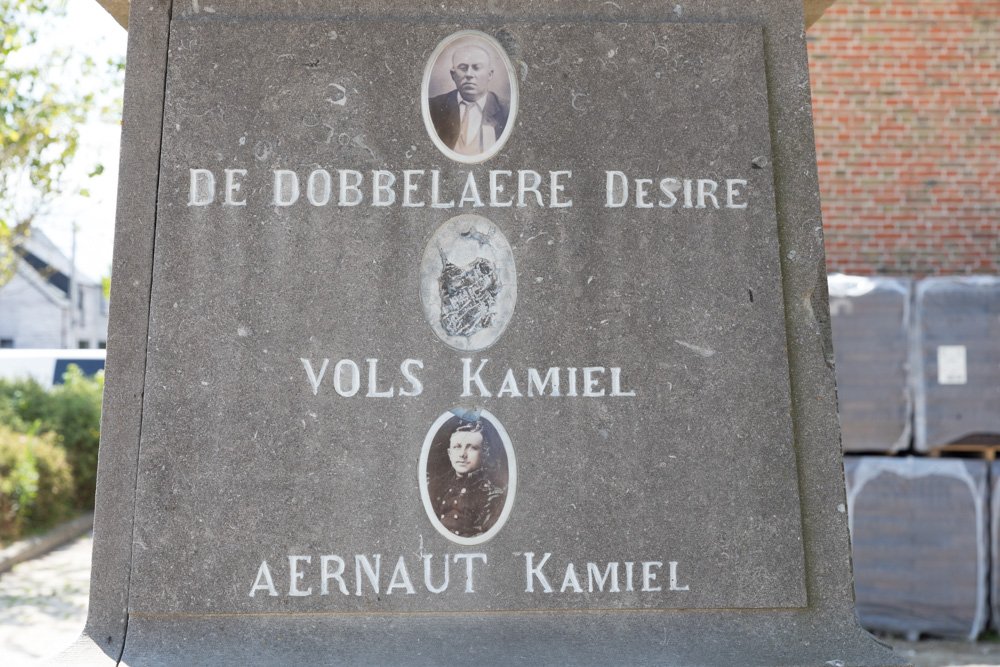 DE DOBBELAERE DESIRE
VOLS KAMIEL
AERNAUT KAMIEL